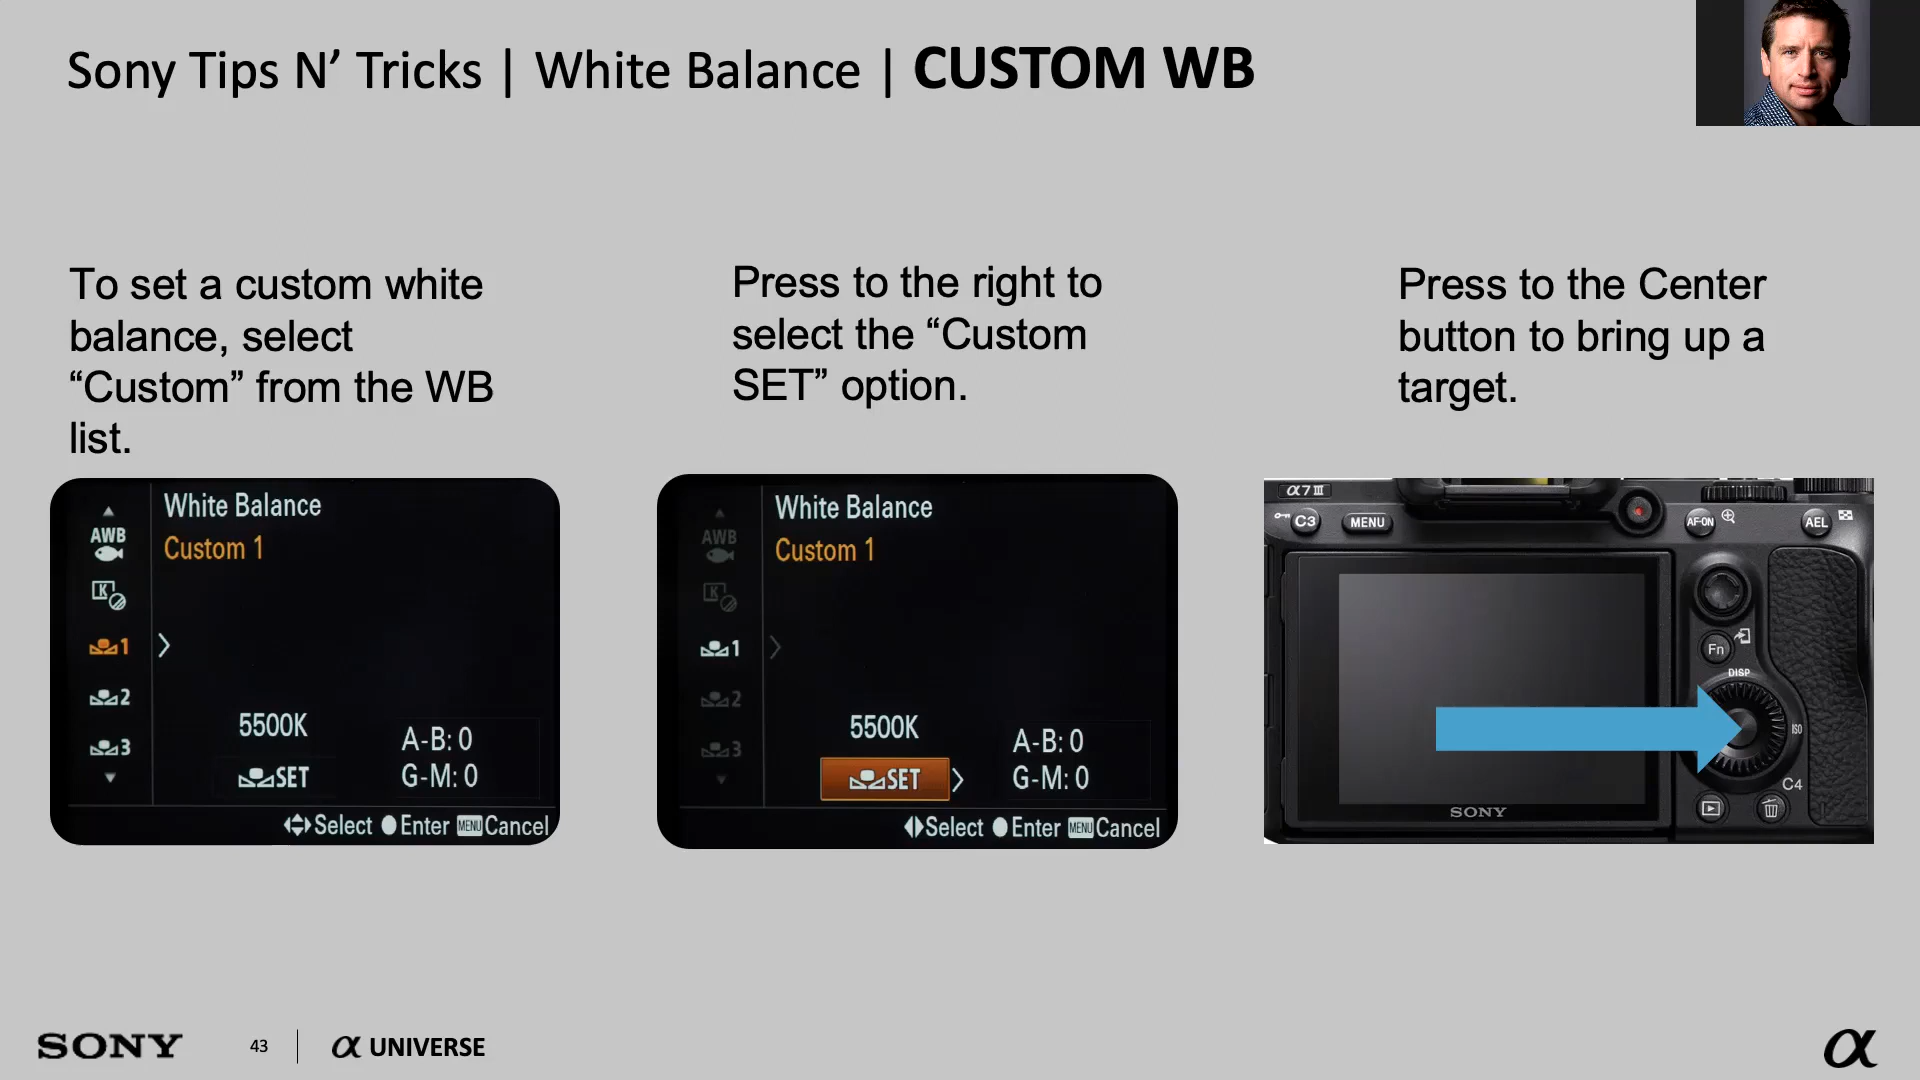 Sony Tips N’ Tricks | White Balance | CUSTOM WB
To set a custom white
balance, select
“Custom” from the WB
list.
Press to the right to
select the “Custom
SET” option.
Press to the Center
button to bring up a
target.
White Balance
Custom 1
AWB
K
1
2
3
5500K
SET
A-B: 0
G-M: 0
Select Enter MENU Cancel
White Balance
Custom 1
AWB
K
1
2
3
5500K
SET
A-B: 0
G-M: 0
Select Enter MENU Cancel
α7 III
C3 MENU AF-ON AEL
Fn
DISP
ISO
C4
SONY
SONY 43 | α UNIVERSE
α